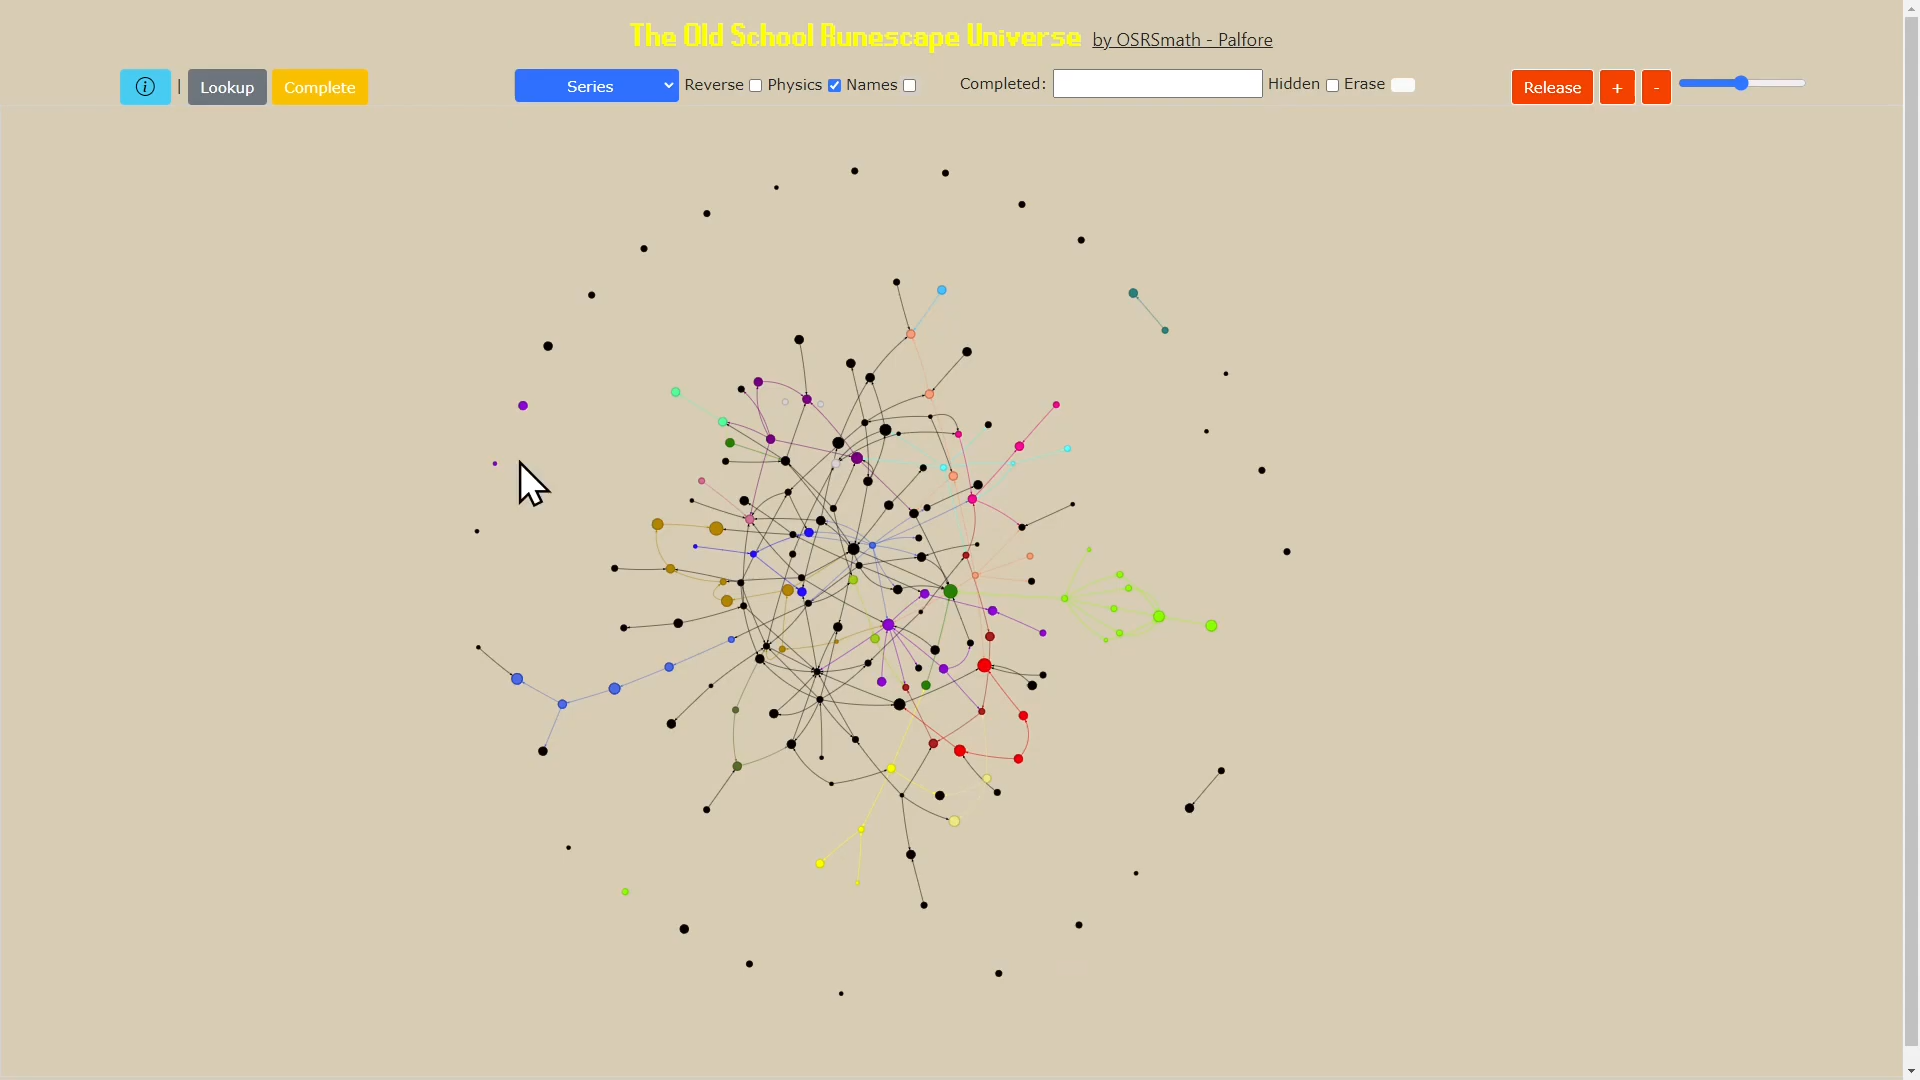 The Old School Runescape Universe by OSRSmath - Palfore
| Lookup Complete Series Reverse Physics Names Completed: Hidden Erase Release + -